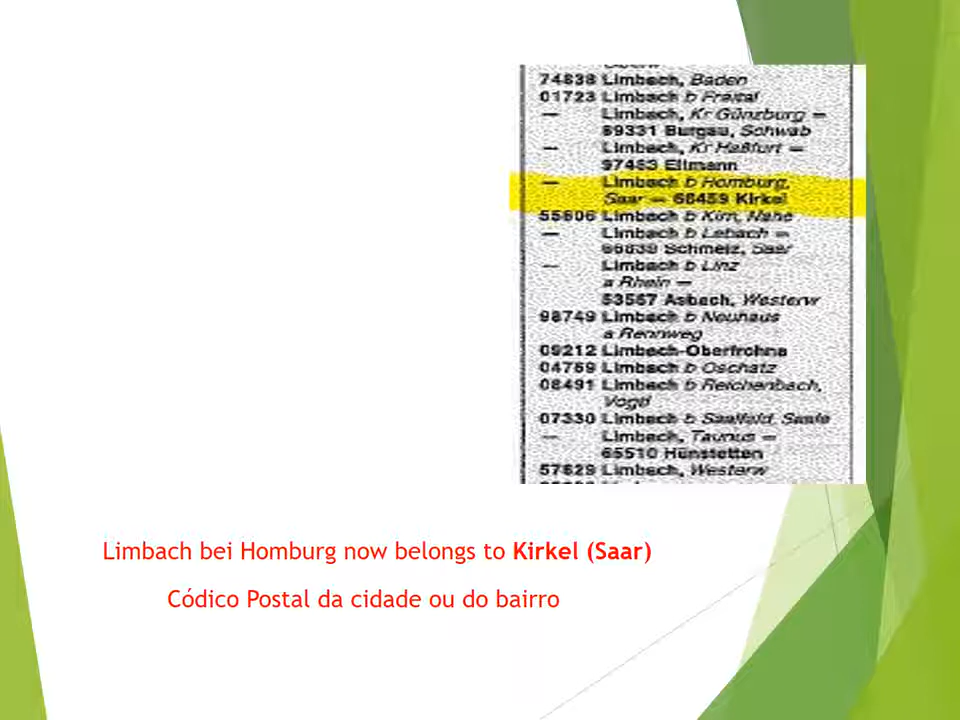 74838 Limbach, Baden
01723 Limbach b Freital
— Limbach, Kr Günzburg =
89331 Burgau, Schwab
— Limbach, Kr Haßfurt =
97483 Eltmann
— Limbach b Homburg,
Saar = 66459 Kirkel
55606 Limbach b Kirn, Nahe
— Limbach b Lebach =
66839 Schmelz, Saar
— Limbach b Linz
a Rhein =
53567 Asbach, Westerw
98749 Limbach b Neuhaus
a Rennweg
09212 Limbach-Oberfrohna
04769 Limbach b Oschatz
08491 Limbach b Reichenbach,
Vogtl
07330 Limbach b Saalfeld, Saale
— Limbach, Taunus =
65510 Hünstetten
57629 Limbach, Westerw
Limbach bei Homburg now belongs to Kirkel (Saar)
Códico Postal da cidade ou do bairro